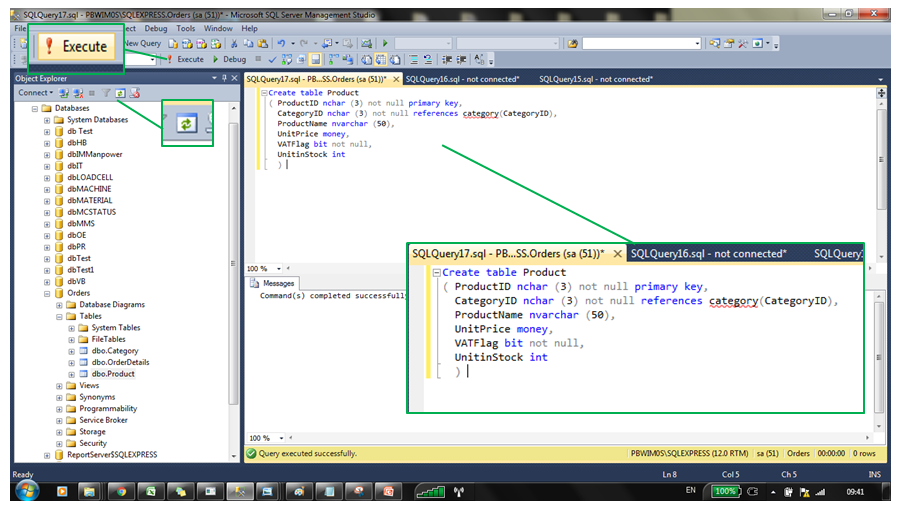 SQLQuery17.sql - PBWIM0S\SQLEXPRESS.Orders (sa (51))* - Microsoft SQL Server Management Studio
File
ect Debug Tools Window Help
Execute
New Query
Execute Debug
Object Explorer
Connect
Databases
System Databases
db Test
dbHB
dbIMManpower
dbIT
dbLOADCELL
dbMACHINE
dbMATERIAL
dbMCSTATUS
dbMMS
dbOE
dbPR
dbTest
dbTest1
dbVB
Orders
Database Diagrams
Tables
System Tables
FileTables
dbo.Category
dbo.OrderDetails
dbo.Product
Views
Synonyms
Programmability
Service Broker
Storage
Security
ReportServer$SQLEXPRESS
SQLQuery17.sql - PB...SS.Orders (sa (51))* SQLQuery16.sql - not connected* SQLQuery15.sql - not connected*
Create table Product
( ProductID nchar (3) not null primary key,
CategoryID nchar (3) not null references category(CategoryID),
ProductName nvarchar (50),
UnitPrice money,
VATFlag bit not null,
UnitinStock int
)
SQLQuery17.sql - PB...SS.Orders (sa (51))* SQLQuery16.sql - not connected* SQLQuery
Create table Product
( ProductID nchar (3) not null primary key,
CategoryID nchar (3) not null references category(CategoryID),
ProductName nvarchar (50),
UnitPrice money,
VATFlag bit not null,
UnitinStock int
)
100 %
Messages
Command(s) completed successfully
100 %
Query executed successfully. PBWIM0S\SQLEXPRESS (12.0 RTM) sa (51) Orders 00:00:00 0 rows
Ready Ln 8 Col 5 Ch 5 INS
EN 100% 09:41